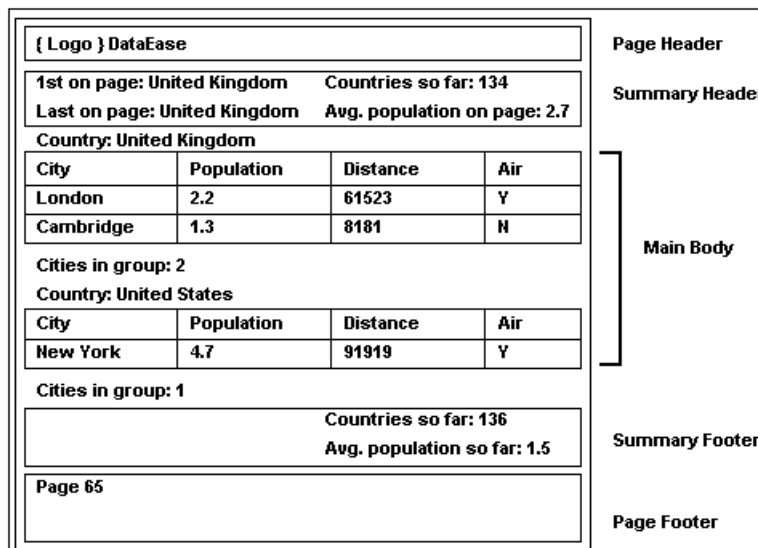 { Logo } DataEase
Page Header
1st on page: United Kingdom Countries so far: 134
Last on page: United Kingdom Avg. population on page: 2.7
Summary Header
Country: United Kingdom
City Population Distance Air
London 2.2 61523 Y
Cambridge 1.3 8181 N
Main Body
Cities in group: 2
Country: United States
City Population Distance Air
New York 4.7 91919 Y
Cities in group: 1
Countries so far: 136
Avg. population so far: 1.5
Summary Footer
Page 65
Page Footer